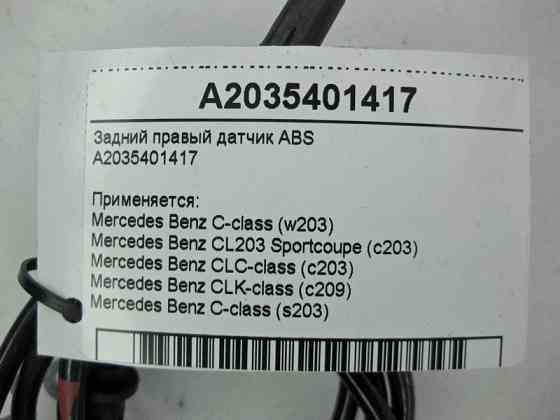 A2035401417
Задний правый датчик ABS
A2035401417
Применяется:
Mercedes Benz C-class (w203)
Mercedes Benz CL203 Sportcoupe (c203)
Mercedes Benz CLC-class (c203)
Mercedes Benz CLK-class (c209)
Mercedes Benz C-class (s203)